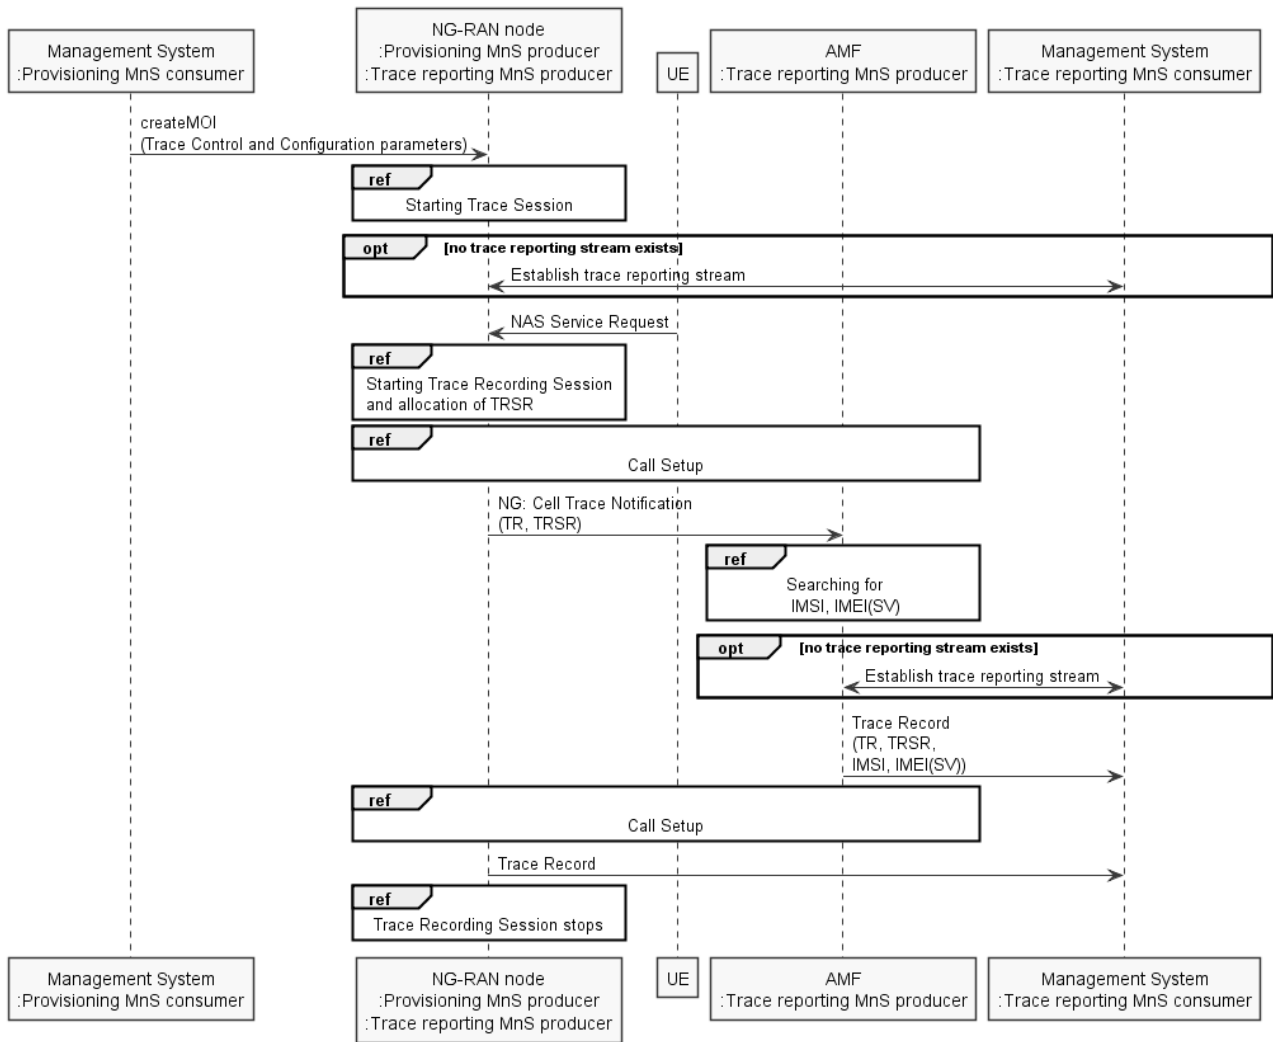 Management System
:Provisioning MnS consumer
NG-RAN node
:Provisioning MnS producer
:Trace reporting MnS producer
UE
AMF
:Trace reporting MnS producer
Management System
:Trace reporting MnS consumer
createMOI
(Trace Control and Configuration parameters)
ref
Starting Trace Session
opt
[no trace reporting stream exists]
Establish trace reporting stream
NAS Service Request
ref
Starting Trace Recording Session
and allocation of TRSR
ref
Call Setup
NG: Cell Trace Notification
(TR, TRSR)
ref
Searching for
IMSI, IMEI(SV)
opt
[no trace reporting stream exists]
Establish trace reporting stream
Trace Record
(TR, TRSR,
IMSI, IMEI(SV))
ref
Call Setup
Trace Record
ref
Trace Recording Session stops
Management System
:Provisioning MnS consumer
NG-RAN node
:Provisioning MnS producer
:Trace reporting MnS producer
UE
AMF
:Trace reporting MnS producer
Management System
:Trace reporting MnS consumer